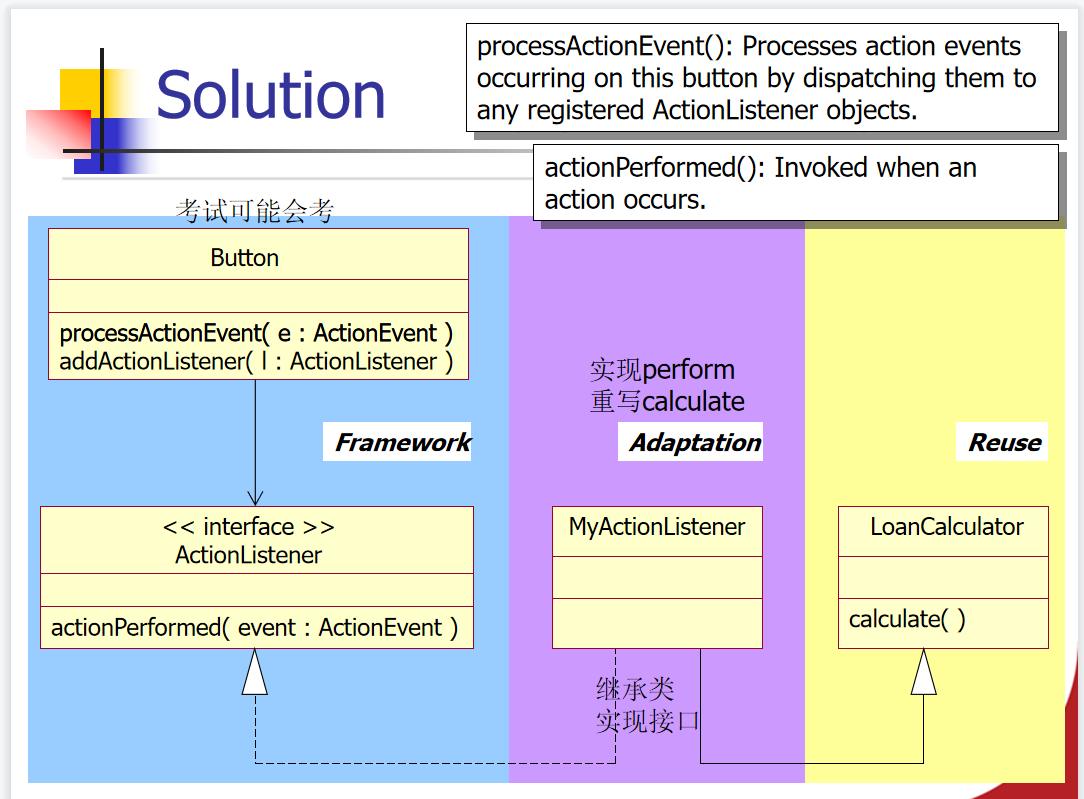 Solution
processActionEvent(): Processes action events
occurring on this button by dispatching them to
any registered ActionListener objects.
actionPerformed(): Invoked when an
action occurs.
考试可能会考
Button
processActionEvent( e : ActionEvent )
addActionListener( l : ActionListener )
实现perform
重写calculate
Framework
Adaptation
Reuse
<< interface >>
ActionListener
actionPerformed( event : ActionEvent )
MyActionListener
LoanCalculator
calculate( )
继承类
实现接口